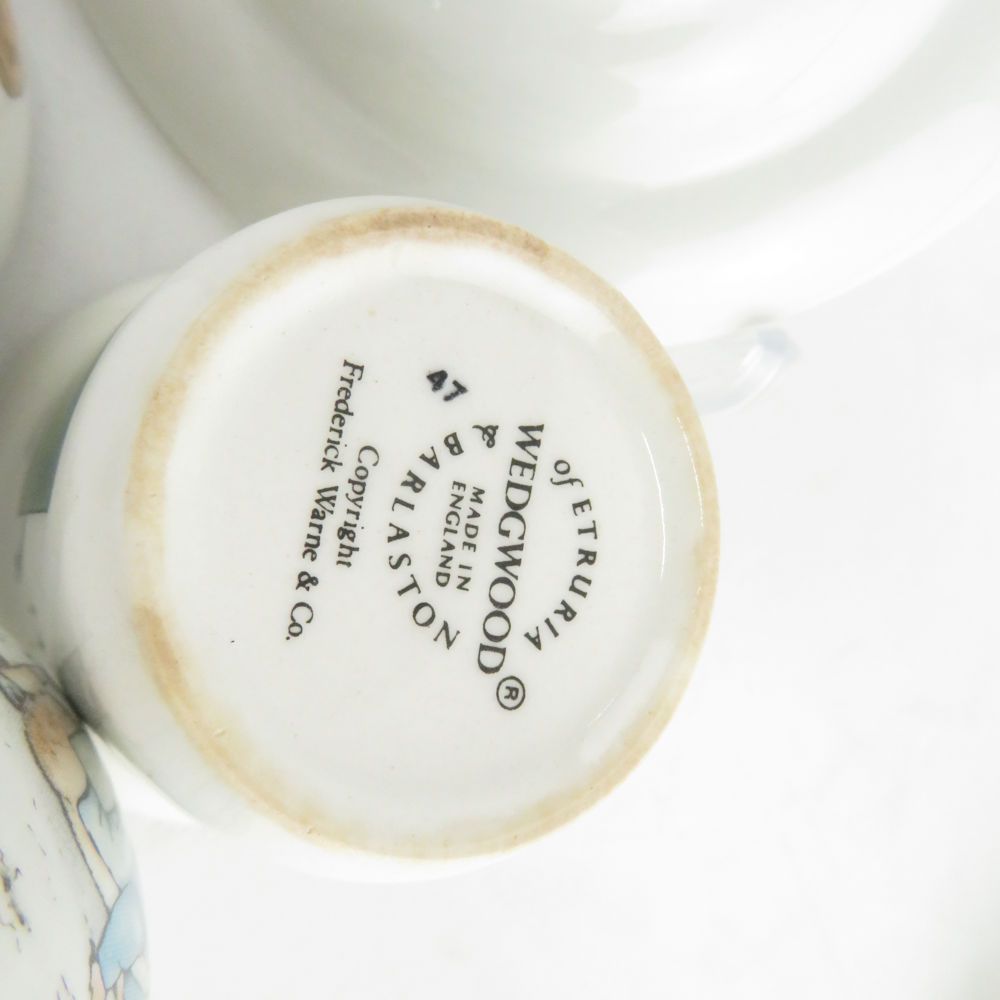 of ETRURIA
WEDGWOOD®
MADE IN
ENGLAND
& BARLASTON
47
Copyright
Frederick Warne & Co.